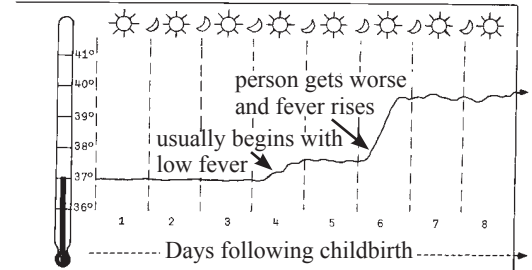 41°
40°
39°
38°
37°
36°
person gets worse
and fever rises
usually begins with
low fever
1 2 3 4 5 6 7 8
Days following childbirth